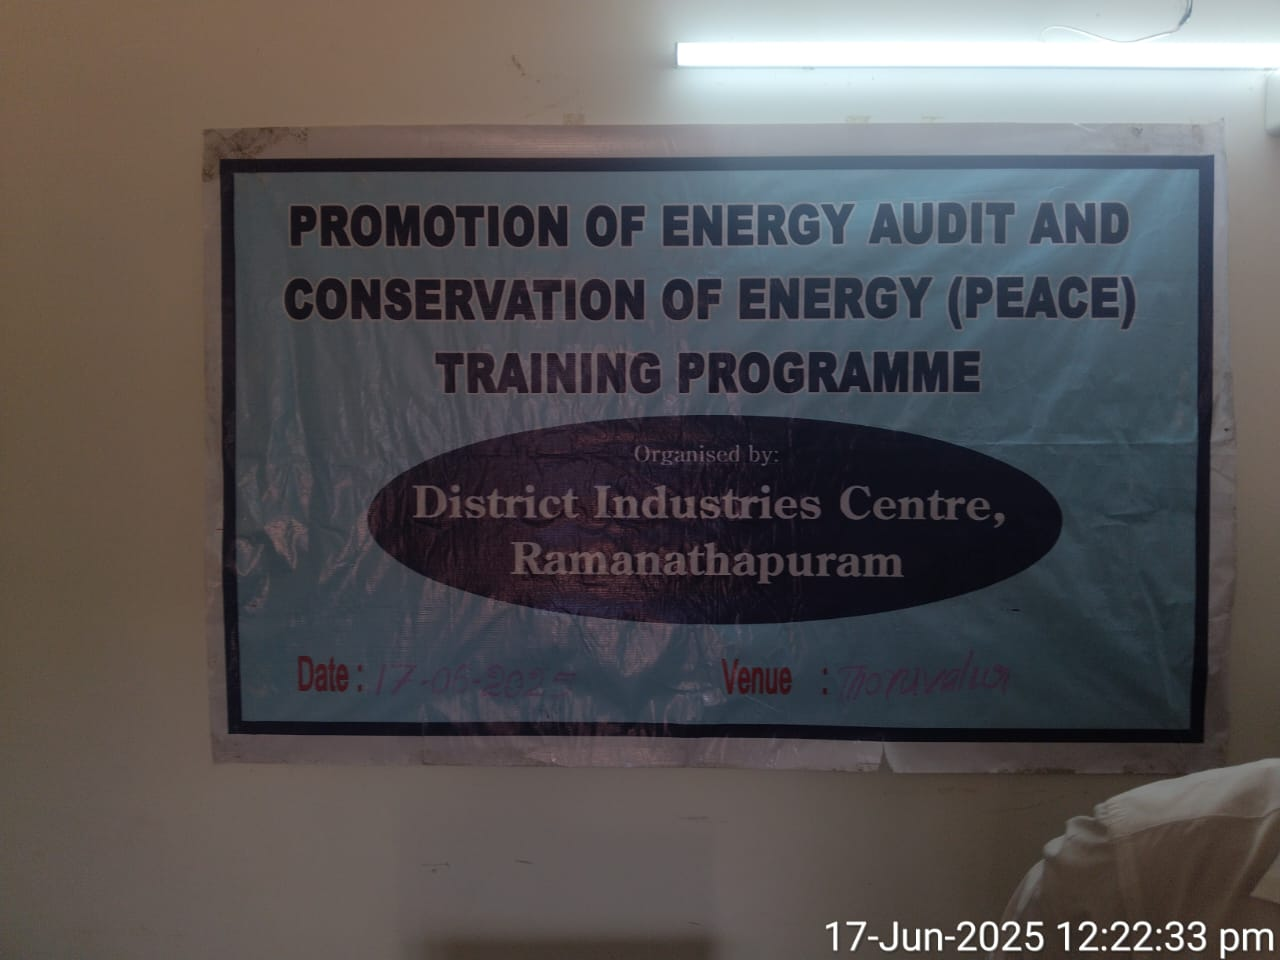 PROMOTION OF ENERGY AUDIT AND
CONSERVATION OF ENERGY (PEACE)
TRAINING PROGRAMME
Organised by:
District Industries Centre,
Ramanathapuram
Date : 17-06-2025
Venue :
17-Jun-2025 12:22:33 pm